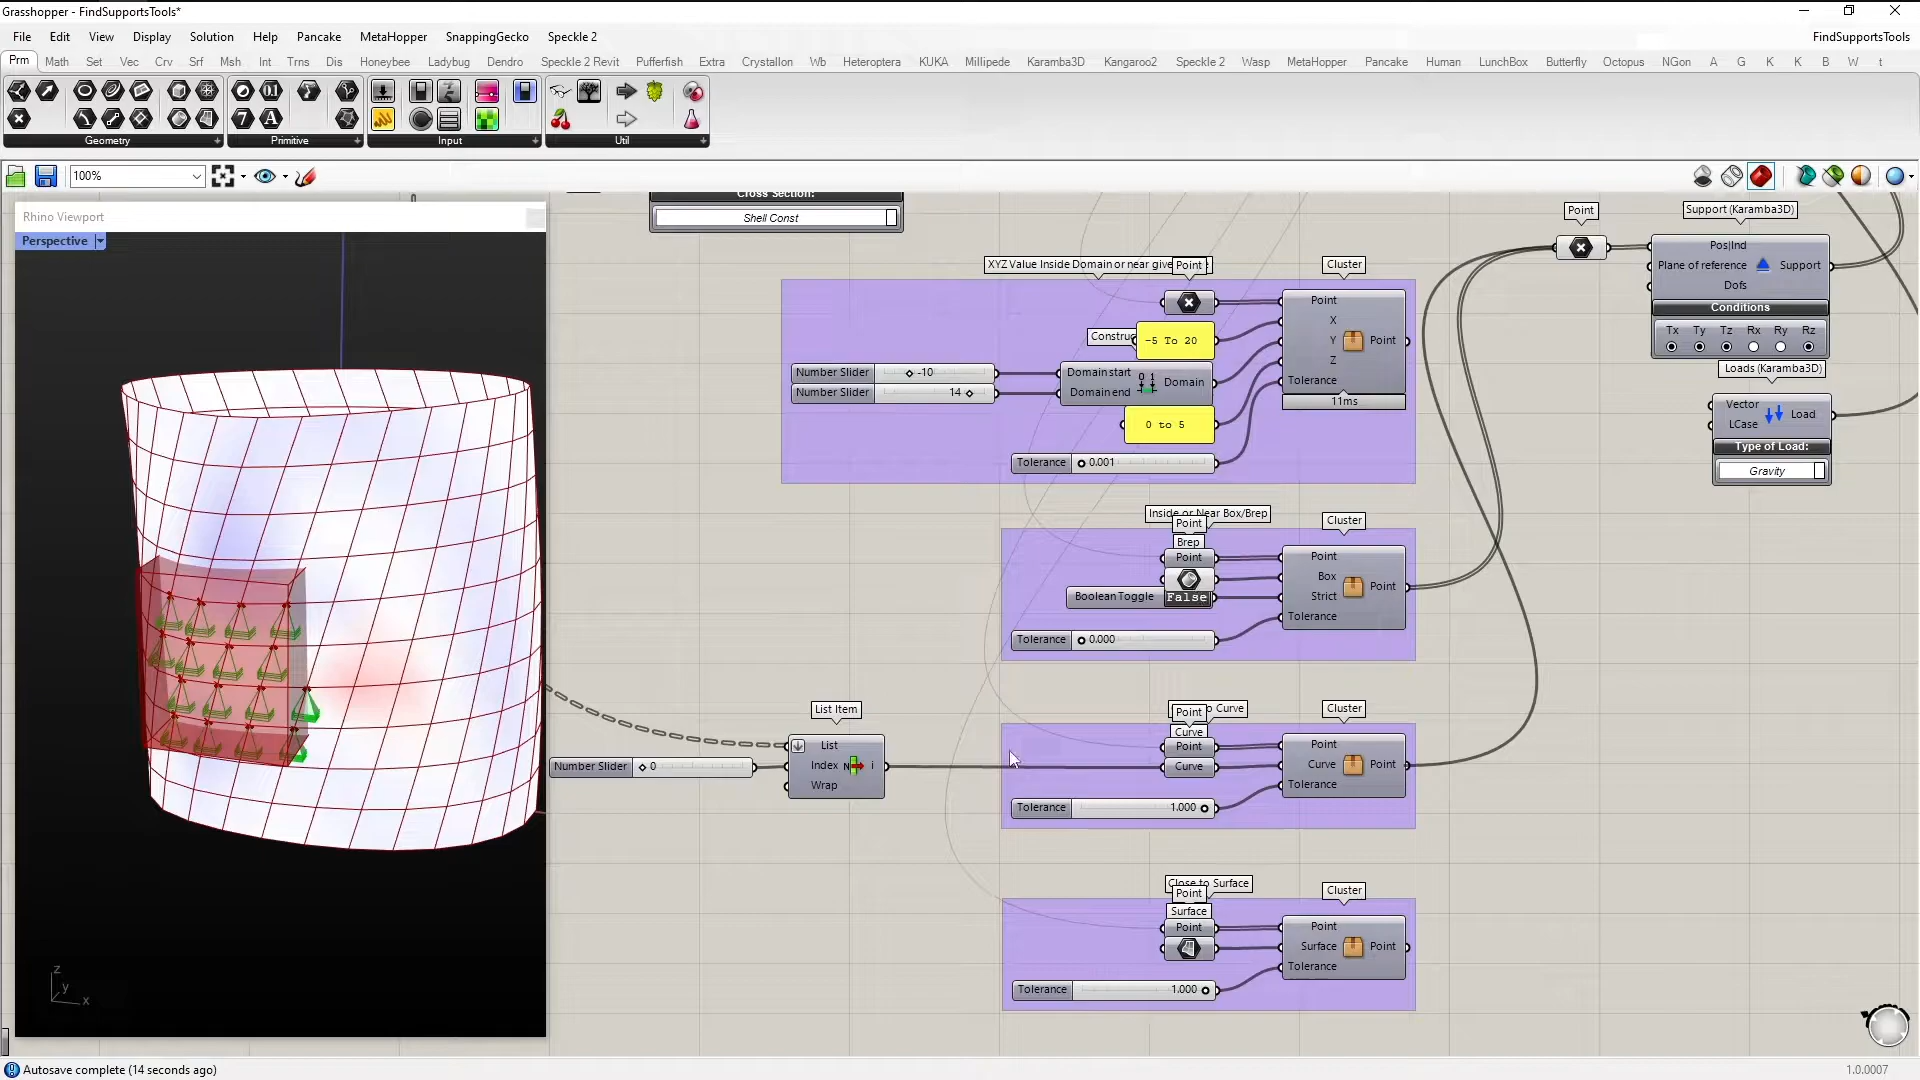 Grasshopper - FindSupportsTools*
File Edit View Display Solution Help Pancake MetaHopper SnappingGecko Speckle 2 FindSupportsTools
Prm Math Set Vec Crv Srf Msh Int Trns Dis Honeybee Ladybug Dendro Speckle 2 Revit Pufferfish Extra Crystallon Wb Heteroptera KUKA Millipede Karamba3D Kangaroo2 Speckle 2 Wasp MetaHopper Pancake Human LunchBox Butterfly Octopus NGon A G K K B W t
Geometry Primitive Input Util
100%
Cross Section:
Shell Const
Rhino Viewport
Perspective
z
y
x
XYZ Value Inside Domain or near give
Point
Cluster
Number Slider -10
Number Slider 14
Construc
-5 To 20
Domain start
Domain end
0 1
Domain
0 to 5
Tolerance 0.001
Point
X
Y
Z
Tolerance
Point
11ms
Inside or Near Box/Brep
Point
Brep
Point
Cluster
Boolean Toggle False
Tolerance 0.000
Point
Box
Strict
Tolerance
Point
List Item
Number Slider 0
List
Index
Wrap
N
i
Point
o Curve
Curve
Point
Curve
Cluster
Tolerance 1.000
Point
Curve
Tolerance
Point
Close to Surface
Point
Surface
Point
Cluster
Tolerance 1.000
Point
Surface
Tolerance
Point
Point
Support (Karamba3D)
Pos|Ind
Plane of reference
Dofs
Support
Conditions
Tx Ty Tz Rx Ry Rz
Loads (Karamba3D)
Vector
LCase
Load
Type of Load:
Gravity
Autosave complete (14 seconds ago)
1.0.0007